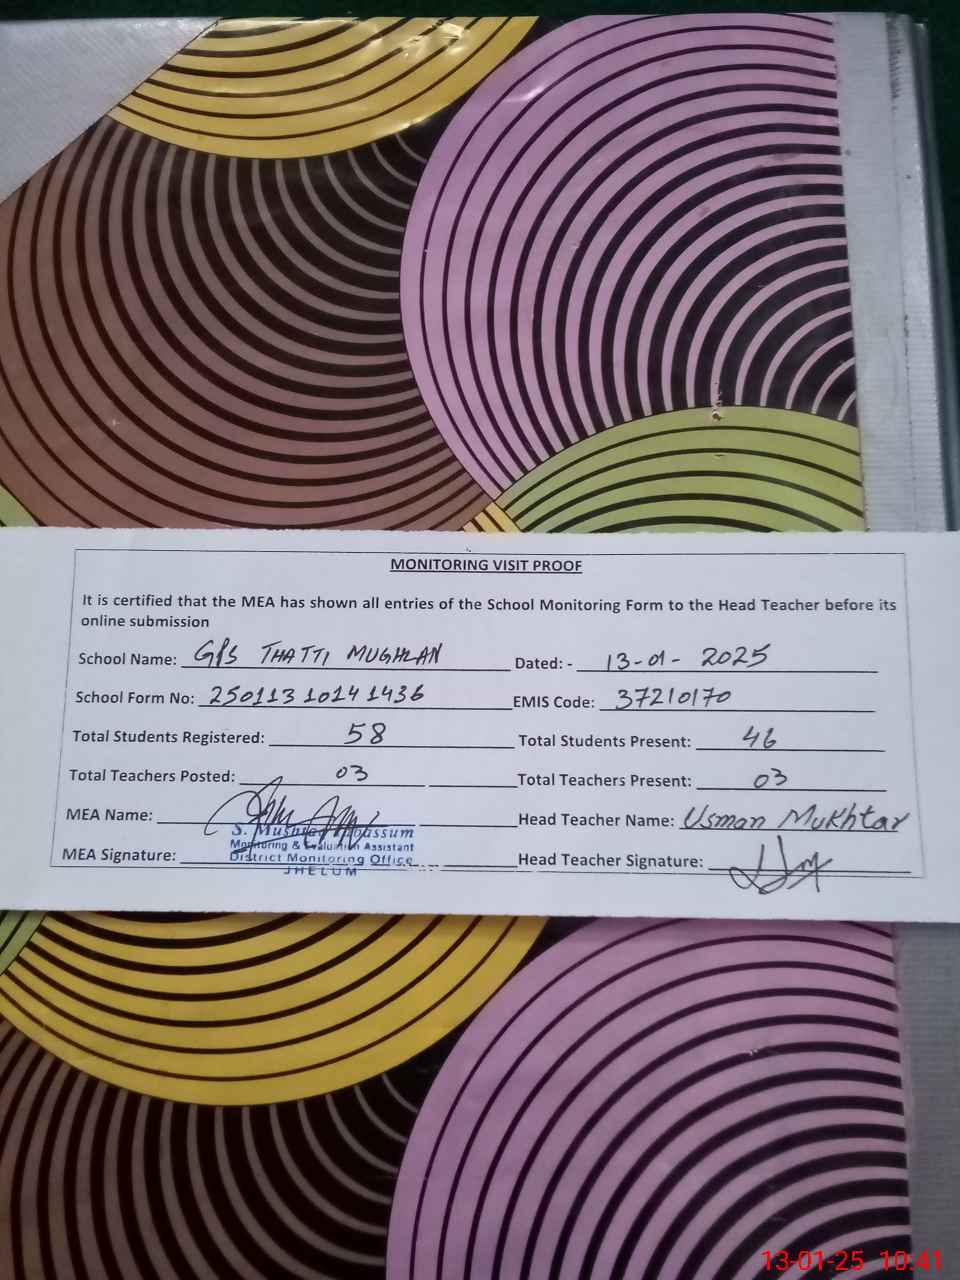 MONITORING VISIT PROOF
It is certified that the MEA has shown all entries of the School Monitoring Form to the Head Teacher before its
online submission
School Name: GPS THATTI MUGHLAN Dated: - 13-01-2025
School Form No: 250113 1014 1436 EMIS Code: 37210170
Total Students Registered: 58 Total Students Present: 46
Total Teachers Posted: 03 Total Teachers Present: 03
MEA Name: Head Teacher Name: Usman Mukhtar
S.
Monitoring & Evaluation Assistant
MEA Signature: District Monitoring Office Head Teacher Signature:
JHELUM
13-01-25 10:41